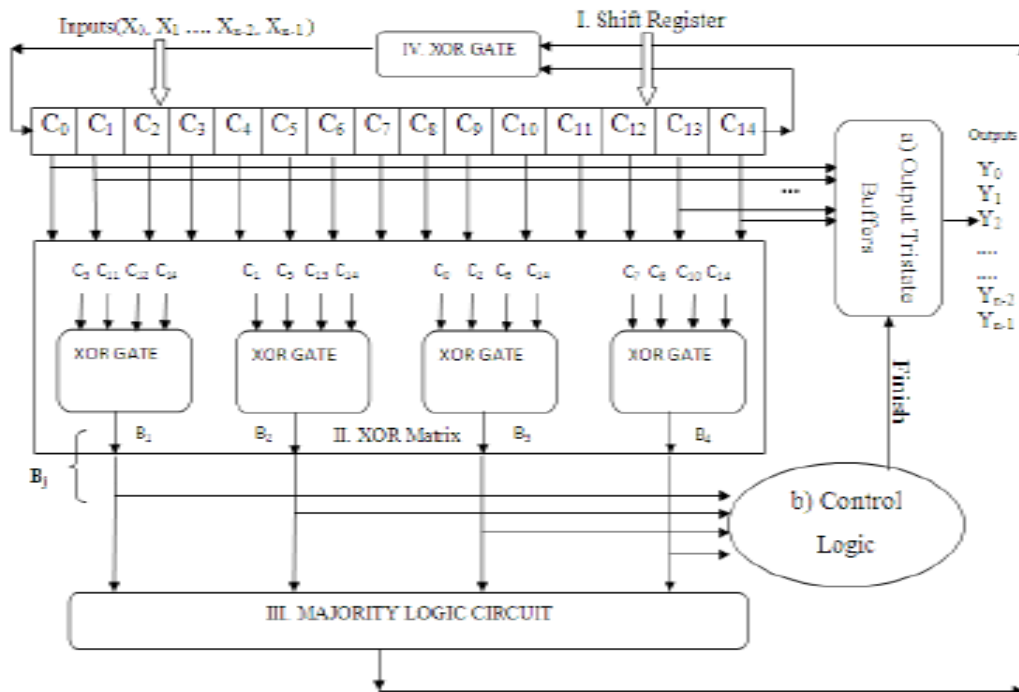 Inputs(X₀, X₁ ...., Xₙ₋₂, Xₙ₋₁)
I. Shift Register
IV. XOR GATE
C₀ C₁ C₂ C₃ C₄ C₅ C₆ C₇ C₈ C₉ C₁₀ C₁₁ C₁₂ C₁₃ C₁₄
...
a) Output Tristate
Buffers
Outputs
Y₀
Y₁
Y₂
....
....
Yₙ₋₂
Yₙ₋₁
C₃ C₁₁ C₁₂ C₁₄
C₁ C₅ C₁₃ C₁₄
C₀ C₂ C₆ C₁₄
C₇ C₈ C₁₀ C₁₄
XOR GATE
XOR GATE
XOR GATE
XOR GATE
B₁
B₂
II. XOR Matrix
B₃
B₄
Bⱼ
Finish
b) Control
Logic
III. MAJORITY LOGIC CIRCUIT